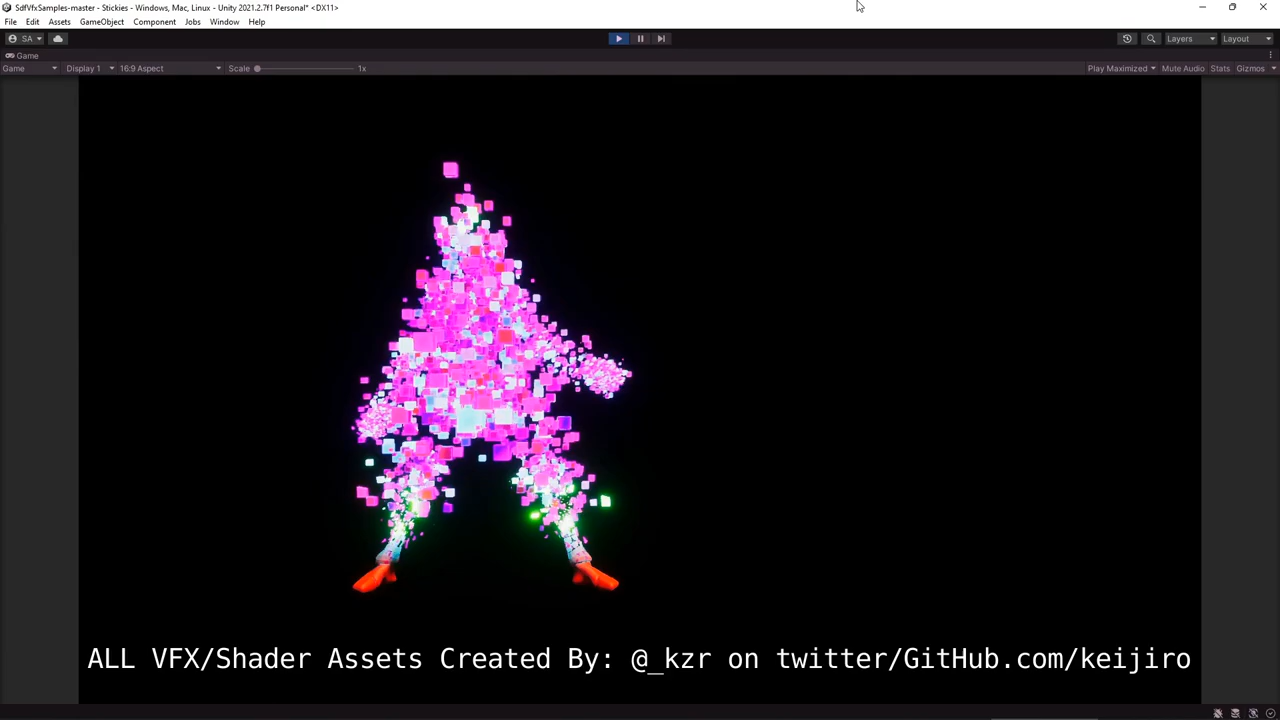 SdfVfxSamples-master - Stickies - Windows, Mac, Linux - Unity 2021.2.7f1 Personal* <DX11>
File Edit Assets GameObject Component Jobs Window Help
SA Layers Layout
Game
Game Display 1 16:9 Aspect Scale 1x Play Maximized Mute Audio Stats Gizmos
ALL VFX/Shader Assets Created By: @_kzr on twitter/GitHub.com/keijiro